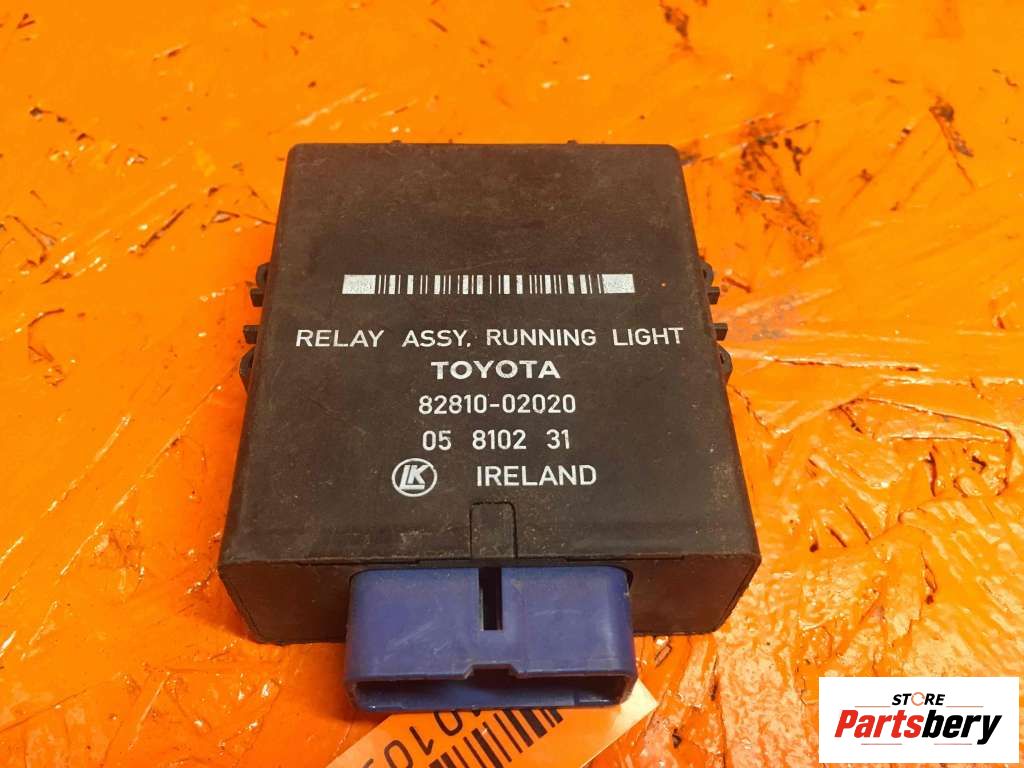 RELAY ASSY, RUNNING LIGHT
TOYOTA
82810-02020
05 8102 31
LK IRELAND
STORE
Partsbery